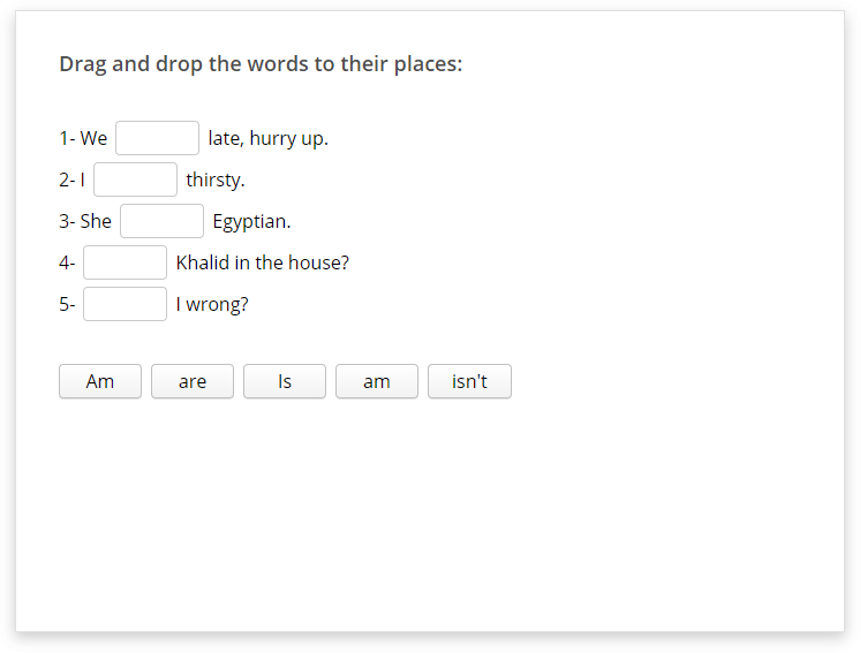 Drag and drop the words to their places:
1- We late, hurry up.
2- I thirsty.
3- She Egyptian.
4- Khalid in the house?
5- I wrong?
Am are Is am isn't